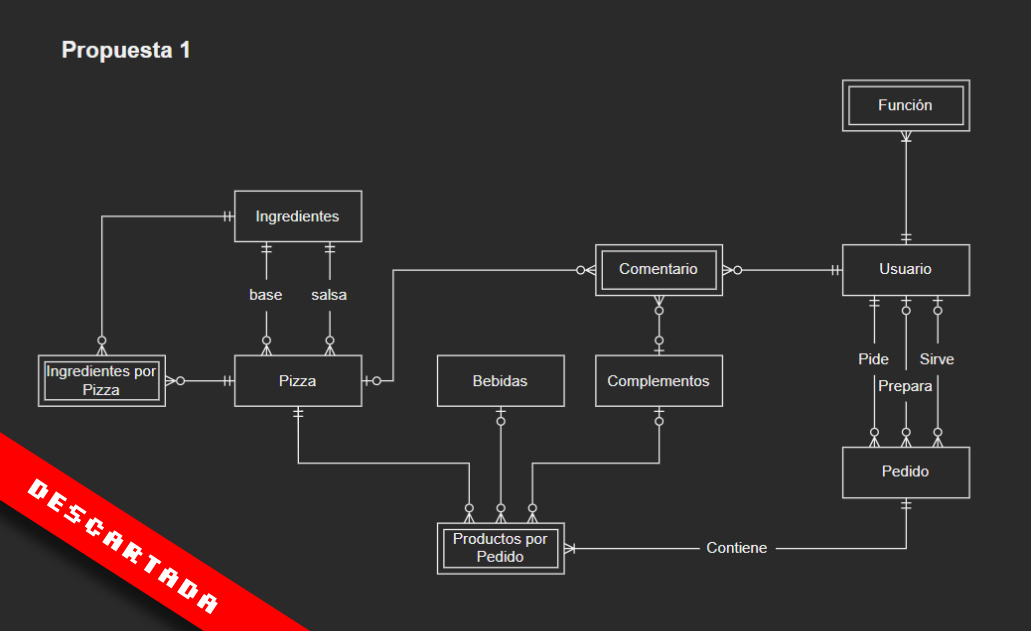 Propuesta 1
Función
Ingredientes
Comentario
Usuario
base
salsa
Ingredientes por
Pizza
Pizza
Bebidas
Complementos
Pide
Sirve
Prepara
Pedido
Productos por
Pedido
Contiene
DESCARTADA